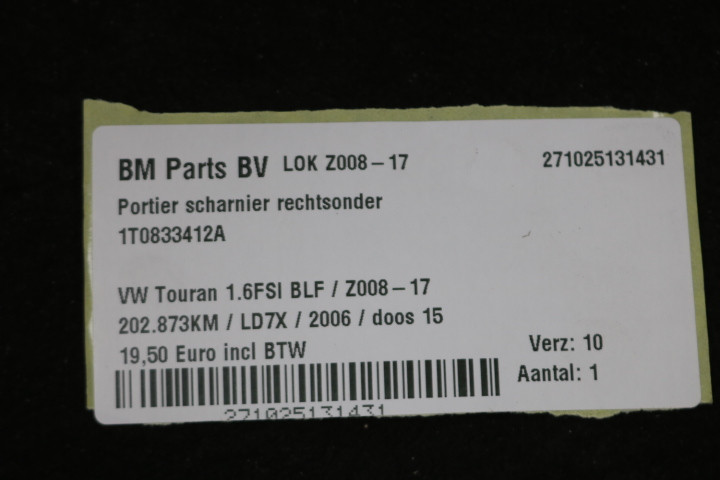 BM Parts BV LOK Z008-17 271025131431
Portier scharnier rechtsonder
1T0833412A
VW Touran 1.6FSI BLF / Z008-17
202.873KM / LD7X / 2006 / doos 15
19,50 Euro incl BTW
Verz: 10
Aantal: 1
271025131431